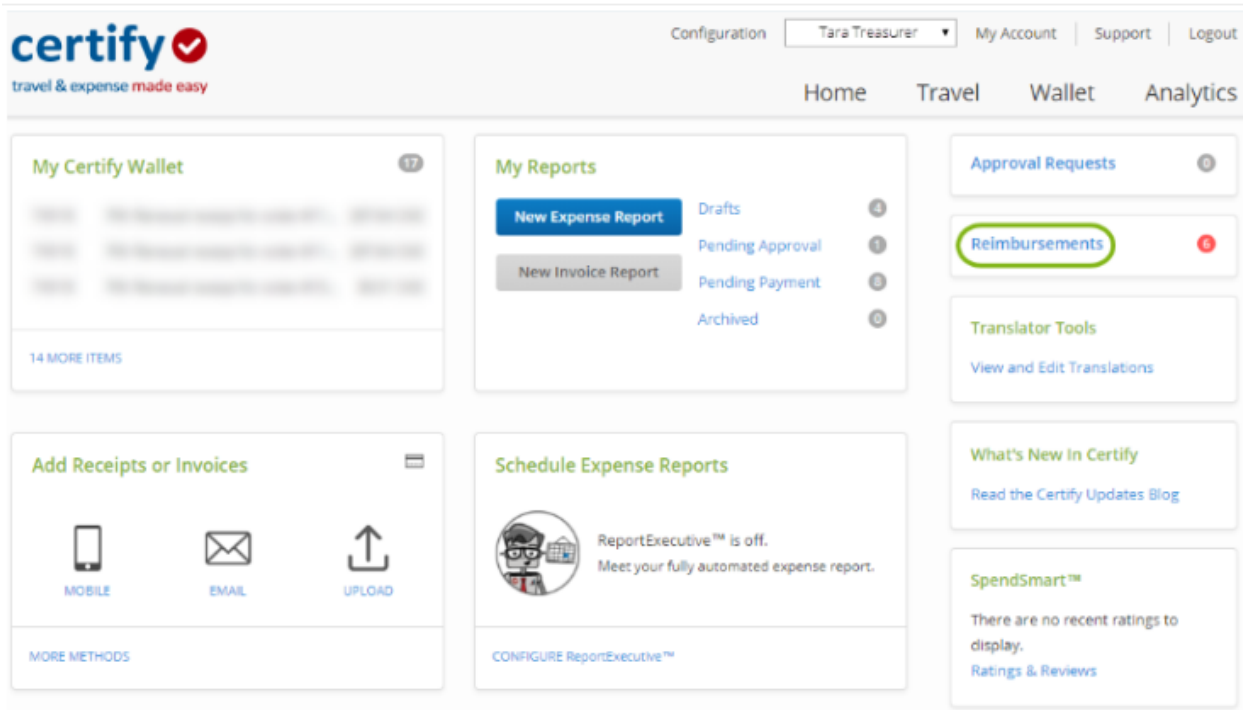 certify
travel & expense made easy
Configuration Tara Treasurer My Account Support Logout
Home Travel Wallet Analytics
My Certify Wallet 17
14 MORE ITEMS
My Reports
New Expense Report
New Invoice Report
Drafts 4
Pending Approval 1
Pending Payment 8
Archived 0
Approval Requests 0
Reimbursements 6
Translator Tools
View and Edit Translations
Add Receipts or Invoices
MOBILE EMAIL UPLOAD
MORE METHODS
Schedule Expense Reports
ReportExecutive™ is off.
Meet your fully automated expense report.
CONFIGURE ReportExecutive™
What's New In Certify
Read the Certify Updates Blog
SpendSmart™
There are no recent ratings to
display.
Ratings & Reviews